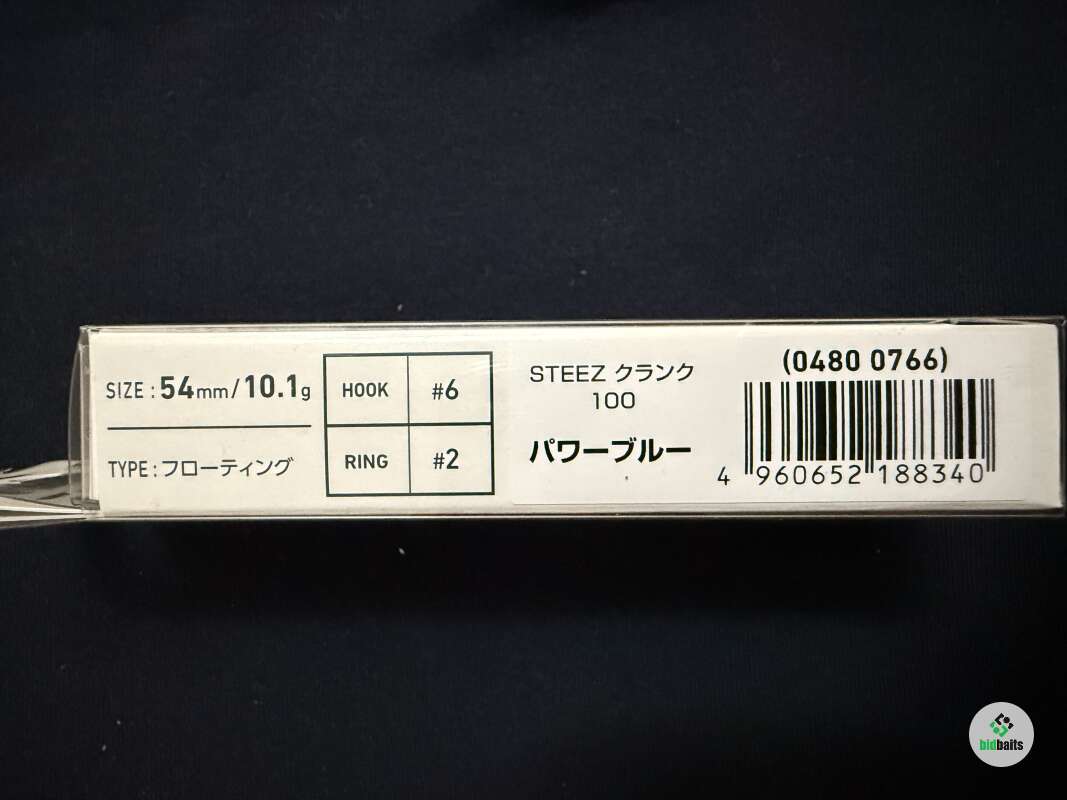 SIZE : 54mm/10.1g
TYPE : フローティング
HOOK #6
RING #2
STEEZ クランク
100
パワーブルー
(0480 0766)
4 960652 188340
bidbaits